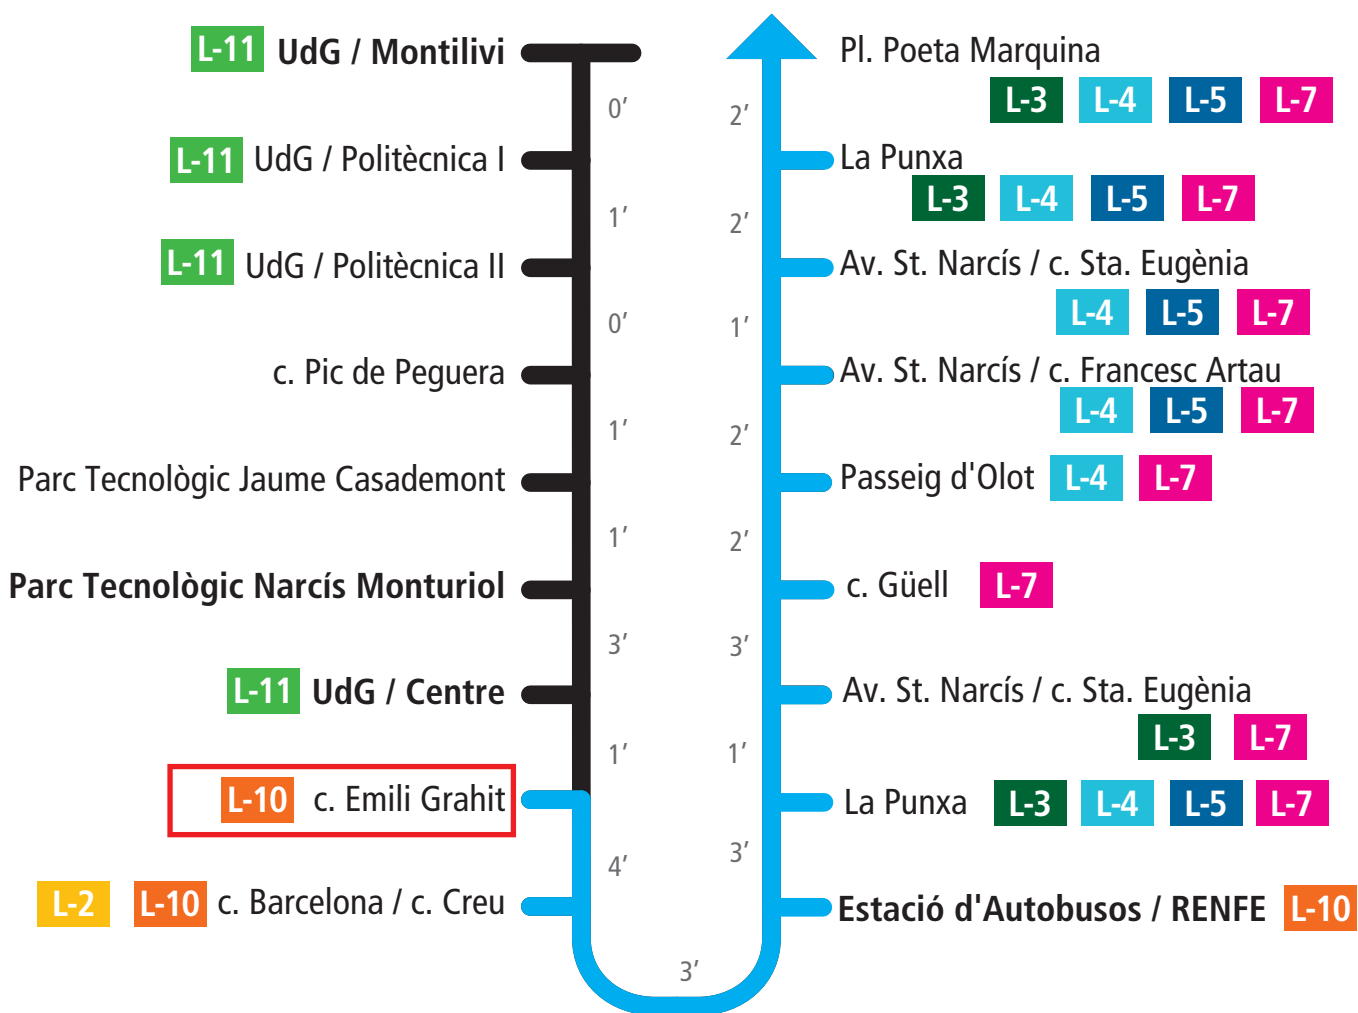 L-11 UdG / Montilivi
0’
L-11 UdG / Politècnica I
1’
L-11 UdG / Politècnica II
0’
c. Pic de Peguera
1’
Parc Tecnològic Jaume Casademont
1’
Parc Tecnològic Narcís Monturiol
3’
L-11 UdG / Centre
1’
L-10 c. Emili Grahit
4’
L-2 L-10 c. Barcelona / c. Creu
3’
Pl. Poeta Marquina
L-3 L-4 L-5 L-7
2’
La Punxa
L-3 L-4 L-5 L-7
2’
Av. St. Narcís / c. Sta. Eugènia
L-4 L-5 L-7
1’
Av. St. Narcís / c. Francesc Artau
L-4 L-5 L-7
2’
Passeig d'Olot L-4 L-7
2’
c. Güell L-7
3’
Av. St. Narcís / c. Sta. Eugènia
L-3 L-7
1’
La Punxa L-3 L-4 L-5 L-7
3’
Estació d'Autobusos / RENFE L-10